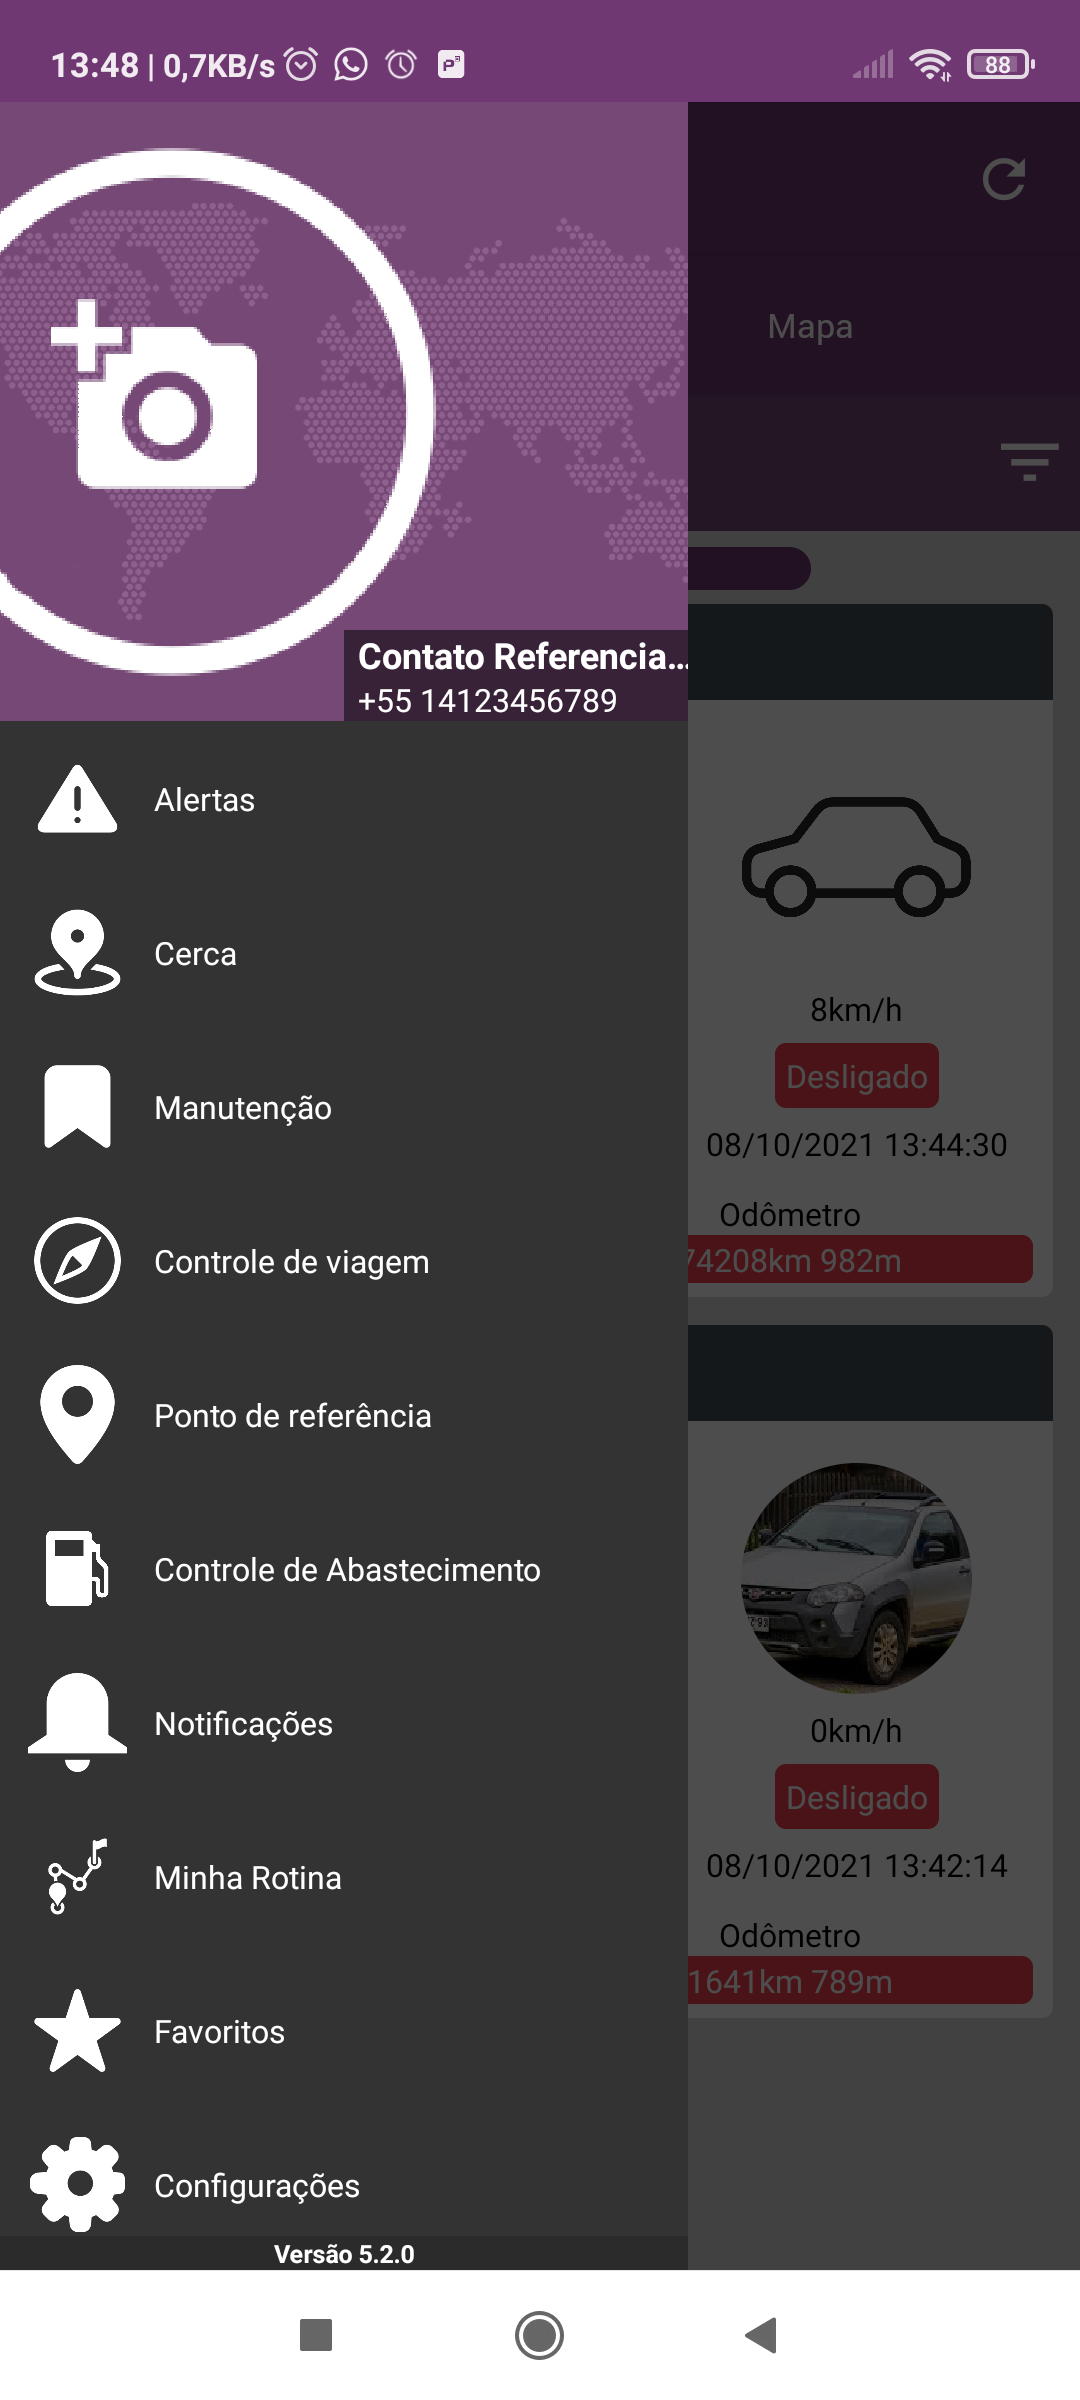 13:48 | 0,7KB/s
88
Mapa
Contato Referencia...
+55 14123456789
Alertas
Cerca
Manutenção
Controle de viagem
Ponto de referência
Controle de Abastecimento
Notificações
Minha Rotina
Favoritos
Configurações
Versão 5.2.0
8km/h
Desligado
08/10/2021 13:44:30
Odômetro
74208km 982m
0km/h
Desligado
08/10/2021 13:42:14
Odômetro
1641km 789m